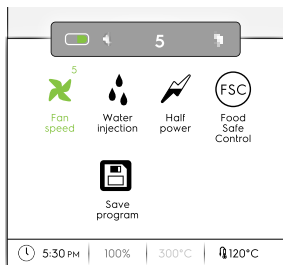 5
5
Fan speed
Water injection
Half power
FSC
Food Safe Control
Save program
5:30 PM 100% 300°C 120°C